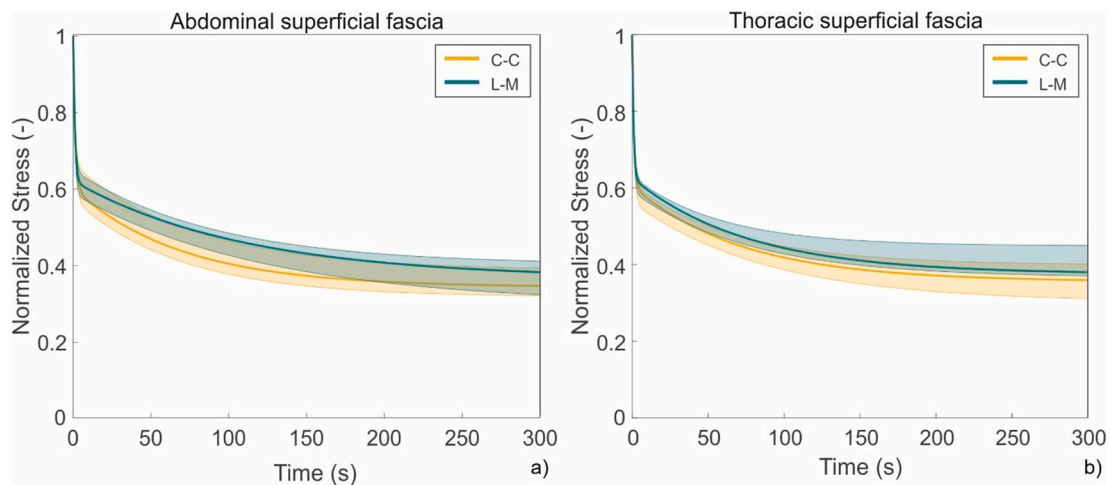 Abdominal superficial fascia
Normalized Stress (-)
1
0.8
0.6
0.4
0.2
0
C-C
L-M
0 50 100 150 200 250 300
Time (s)
a)
Thoracic superficial fascia
Normalized Stress (-)
1
0.8
0.6
0.4
0.2
0
C-C
L-M
0 50 100 150 200 250 300
Time (s)
b)